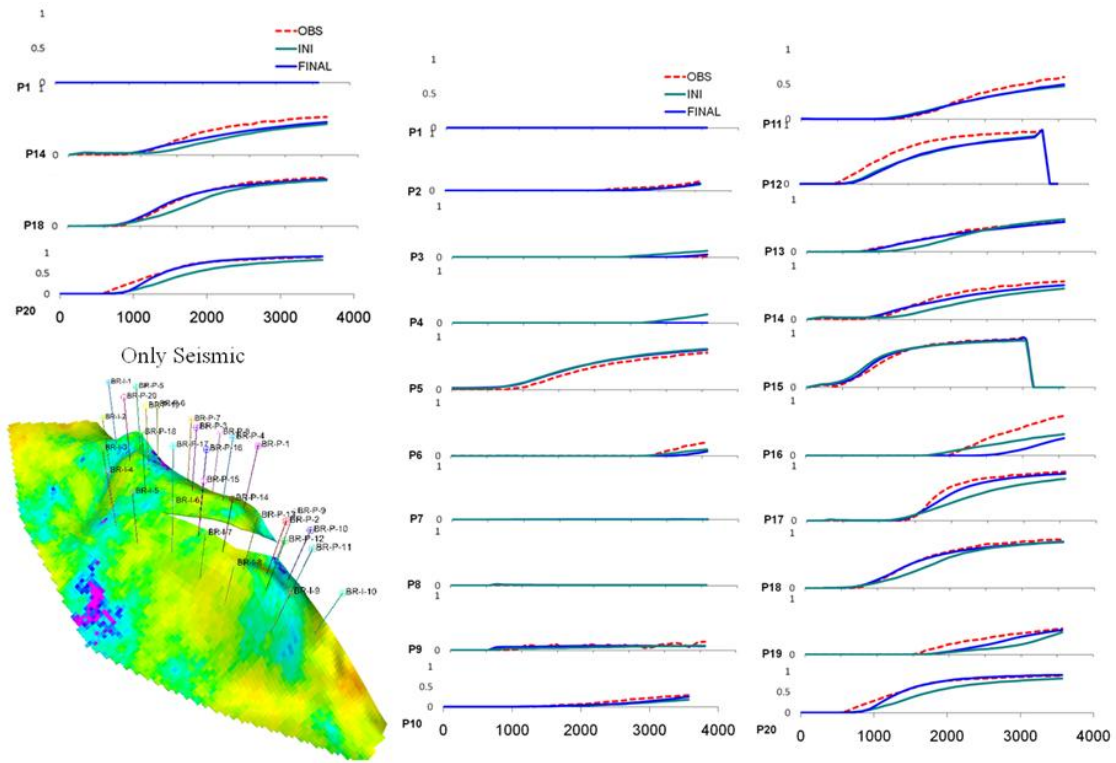 1
OBS
INI
FINAL
0.5
P1 0
1
P14 0
P18 0
1
0.5
0
P20
0 1000 2000 3000 4000
Only Seismic
BR-I-1
BR-P-5
BR-P-20
BR-P-6
BR-I-2
BR-P-18
BR-P-7
BR-P-3
BR-P-4
BR-P-1
BR-I-3
BR-P-17
BR-P-16
BR-I-4
BR-P-15
BR-I-5
BR-I-6
BR-P-14
BR-I-7
BR-P-9
BR-P-2
BR-P-10
BR-P-12
BR-P-11
BR-I-8
BR-I-9
BR-I-10
1
OBS
INI
FINAL
0.5
P1 0
1
P2 0
1
P3 0
1
P4 0
1
P5 0
1
P6 0
1
P7 0
1
P8 0
1
P9 0
1
0.5
0
P10
0 1000 2000 3000 4000
1
0.5
P11 0
1
P12 0
1
P13 0
1
P14 0
1
P15 0
1
P16 0
1
P17 0
1
P18 0
1
P19 0
1
0.5
0
P20
0 1000 2000 3000 4000